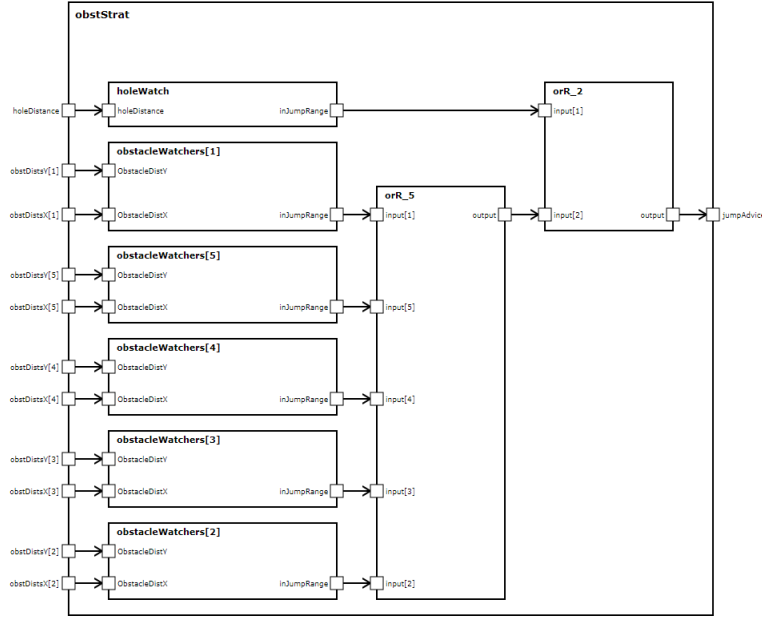 obstStrat
holeWatch
orR_2
holeDistance
holeDistance
inJumpRange
input[1]
obstacleWatchers[1]
obstDistsY[1]
ObstacleDistY
orR_5
obstDistsX[1]
ObstacleDistX
inJumpRange
input[1]
output
input[2]
output
jumpAdvice
obstacleWatchers[5]
obstDistsY[5]
ObstacleDistY
obstDistsX[5]
ObstacleDistX
inJumpRange
input[5]
obstacleWatchers[4]
obstDistsY[4]
ObstacleDistY
obstDistsX[4]
ObstacleDistX
inJumpRange
input[4]
obstacleWatchers[3]
obstDistsY[3]
ObstacleDistY
obstDistsX[3]
ObstacleDistX
inJumpRange
input[3]
obstacleWatchers[2]
obstDistsY[2]
ObstacleDistY
obstDistsX[2]
ObstacleDistX
inJumpRange
input[2]